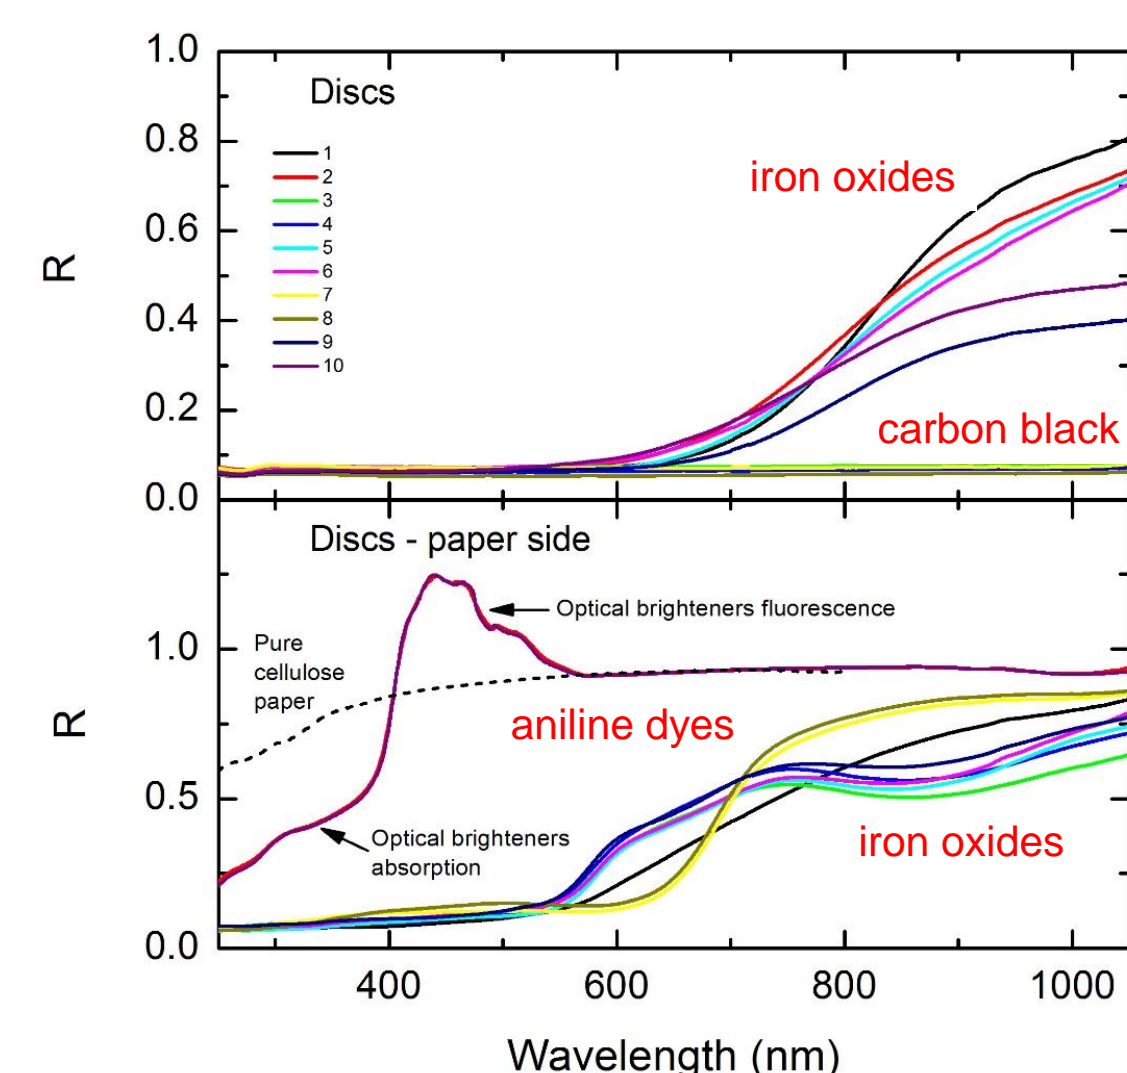 1.0
Discs
0.8
1
iron oxides
2
3
0.6
4
R
5
6
7
0.4
8
9
10
0.2
carbon black
0.0
Discs - paper side
Optical brighteners fluorescence
1.0
Pure
cellulose
paper
R
aniline dyes
0.5
Optical brighteners
absorption
iron oxides
0.0
400 600 800 1000
Wavelength (nm)